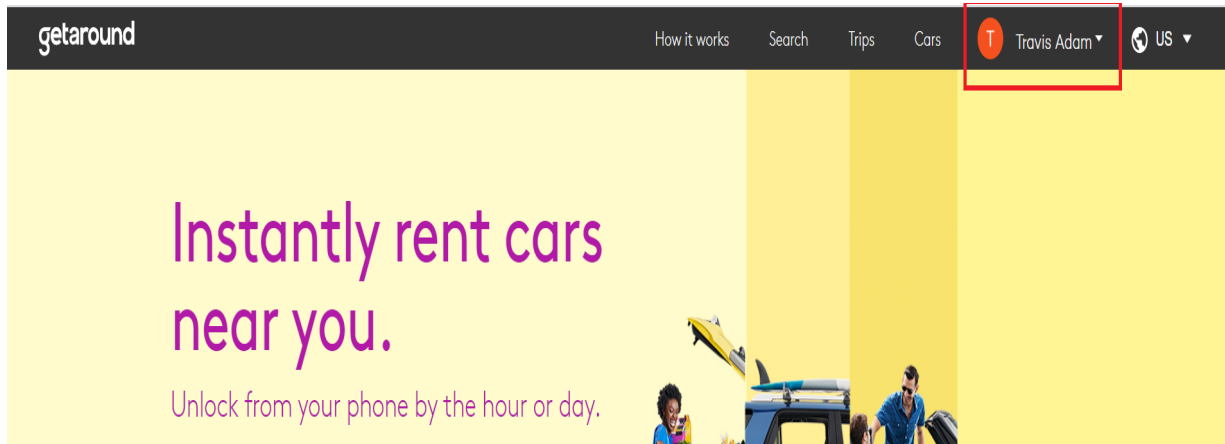 getaround How it works Search Trips Cars T Travis Adam US
Instantly rent cars
near you.
Unlock from your phone by the hour or day.